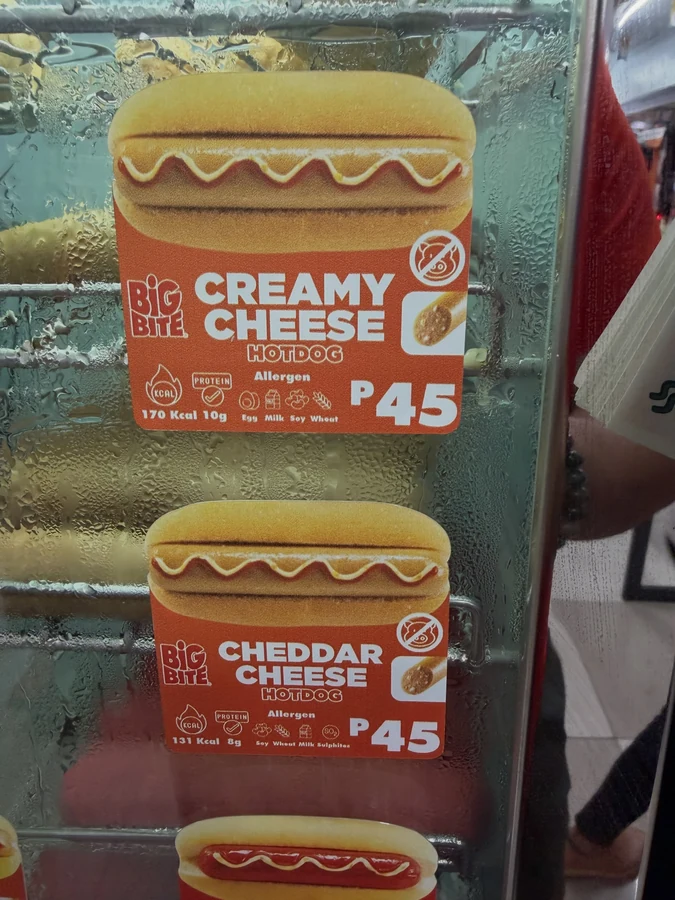 BIG
BITE
CREAMY
CHEESE
HOTDOG
KCAL
PROTEIN
Allergen
170 Kcal 10g
Egg Milk Soy Wheat
P45
BIG
BITE
CHEDDAR
CHEESE
HOTDOG
KCAL
PROTEIN
Allergen
131 Kcal 8g
Soy Wheat Milk Sulphites
P45